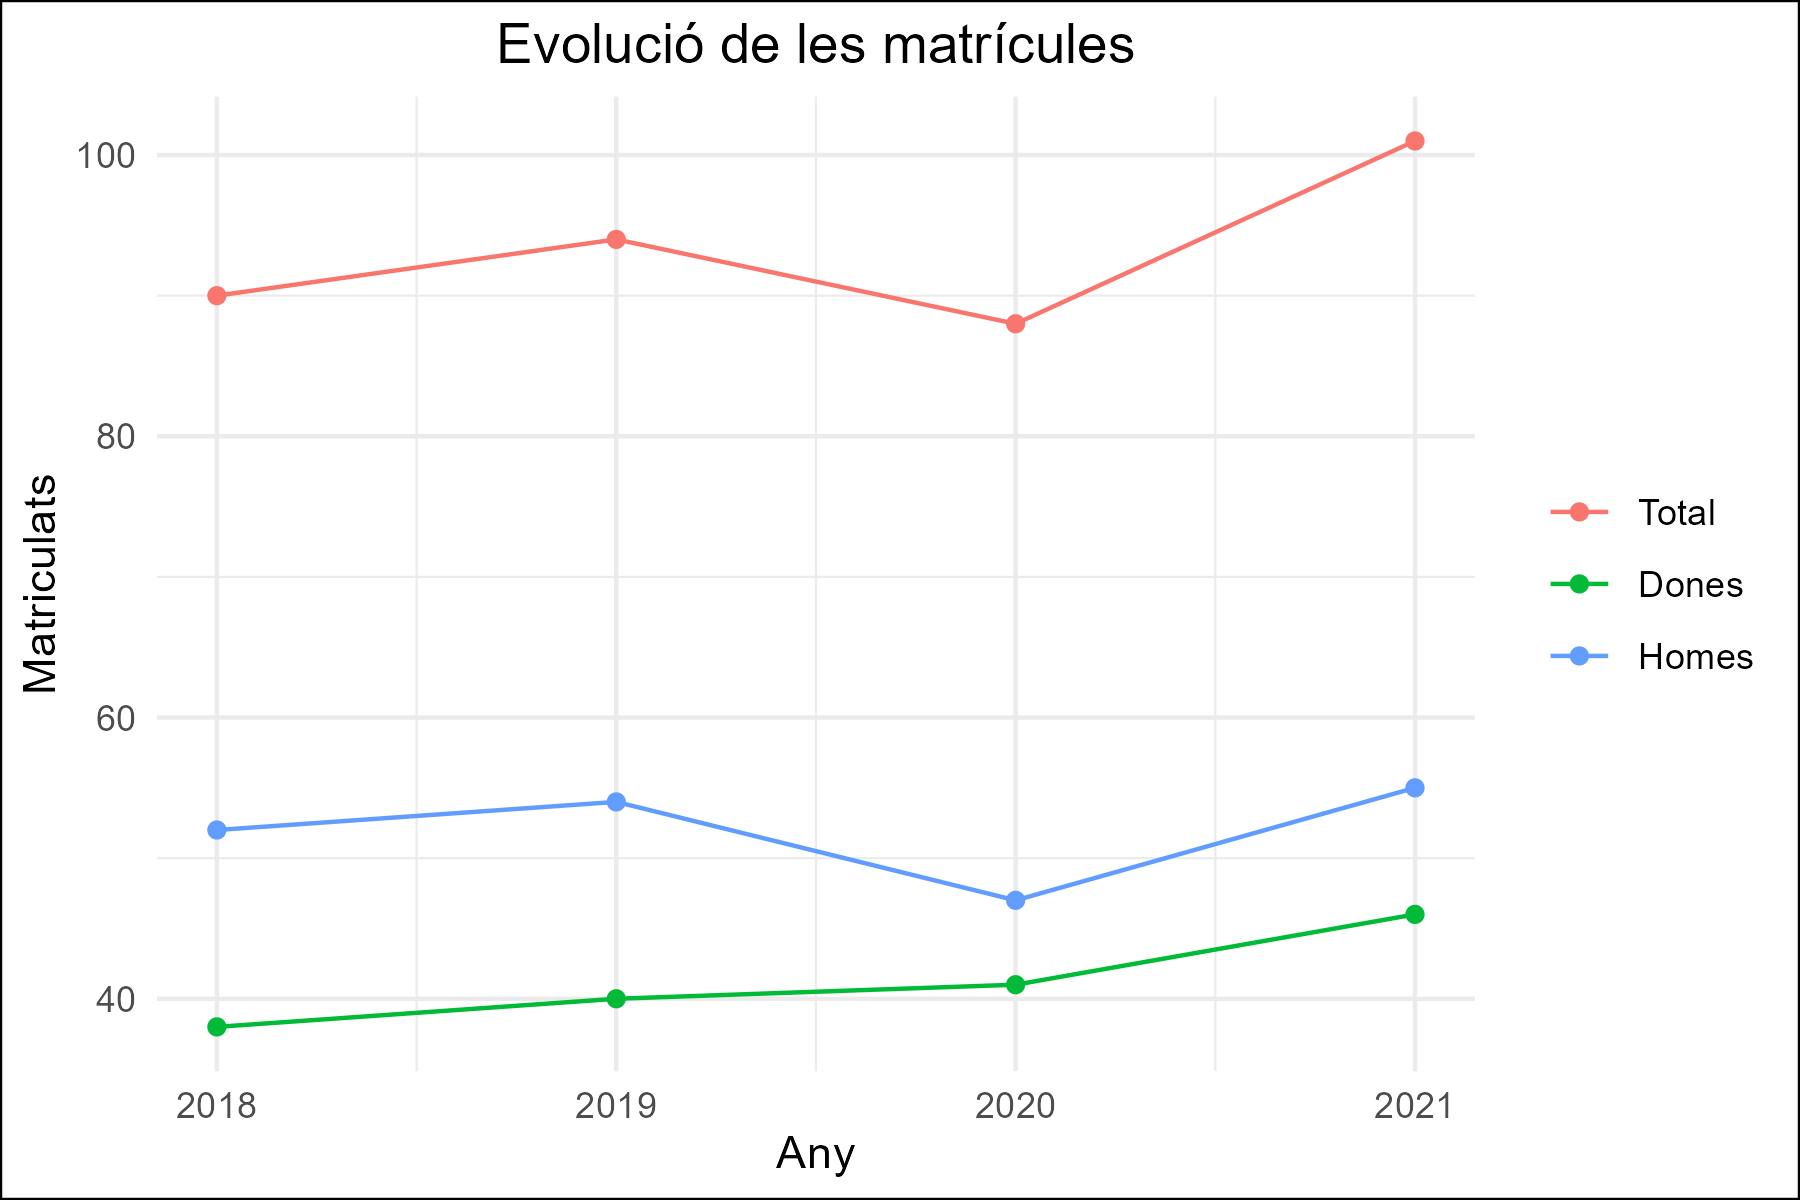 Evolució de les matrícules
Matriculats
100
80
60
40
2018
2019
2020
2021
Any
Total
Dones
Homes